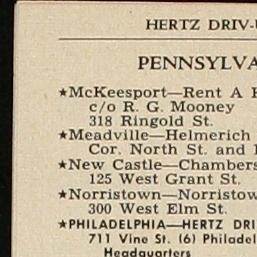 HERTZ DRIV-
PENNSYLVA
★McKeesport—Rent A
c/o R. G. Mooney
318 Ringold St.
★Meadville—Helmerich
Cor. North St. and
★New Castle—Chambers
125 West Grant St.
★Norristown—Norristow
300 West Elm St.
★PHILADELPHIA—HERTZ DRI
711 Vine St. (6) Philadel
Headquarters